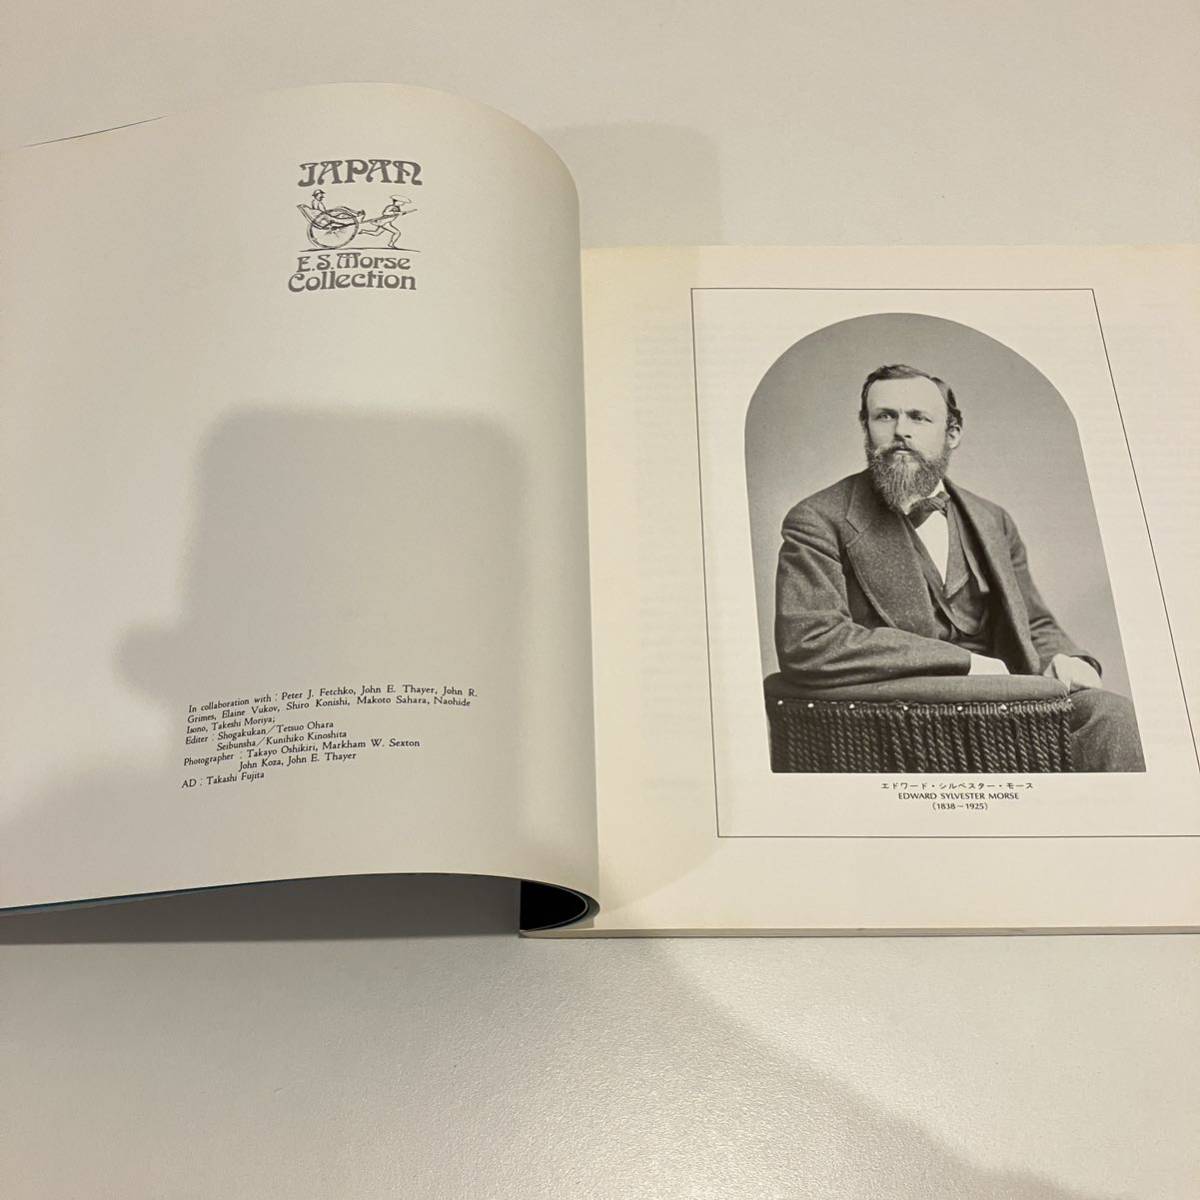 JAPAN
E.S. Morse
Collection
In collaboration with : Peter J. Fetchko, John E. Thayer, John R.
Grimes, Elaine Vukov, Shiro Konishi, Makoto Sahara, Naohide
Isono, Takeshi Moriya;
Editer : Shogakukan/Tetsuo Ohara
Seibunsha/Kunihiko Kinoshita
Photographer : Takayo Oshikiri, Markham W. Sexton
John Koza, John E. Thayer
AD : Takashi Fujita
エドワード・シルベスター・モース
EDWARD SYLVESTER MORSE
(1838~1925)